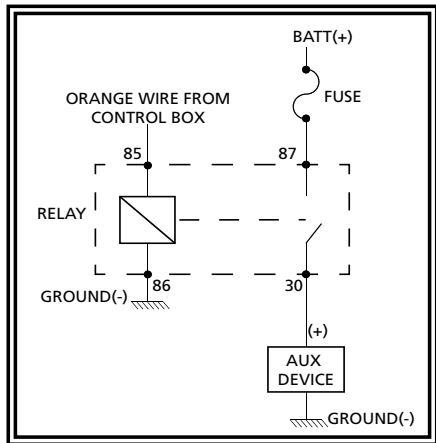 BATT(+)
FUSE
ORANGE WIRE FROM
CONTROL BOX
85
87
RELAY
86
30
GROUND(-)
(+)
AUX
DEVICE
GROUND(-)